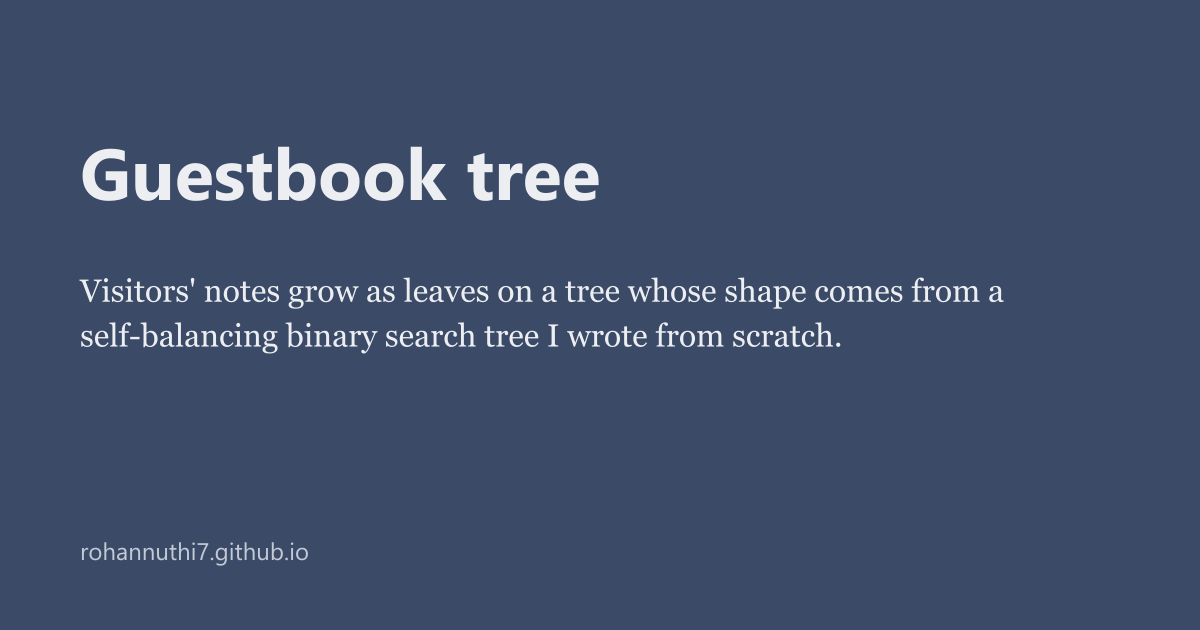 Guestbook tree
Visitors' notes grow as leaves on a tree whose shape comes from a
self-balancing binary search tree I wrote from scratch.
rohannuthi7.github.io